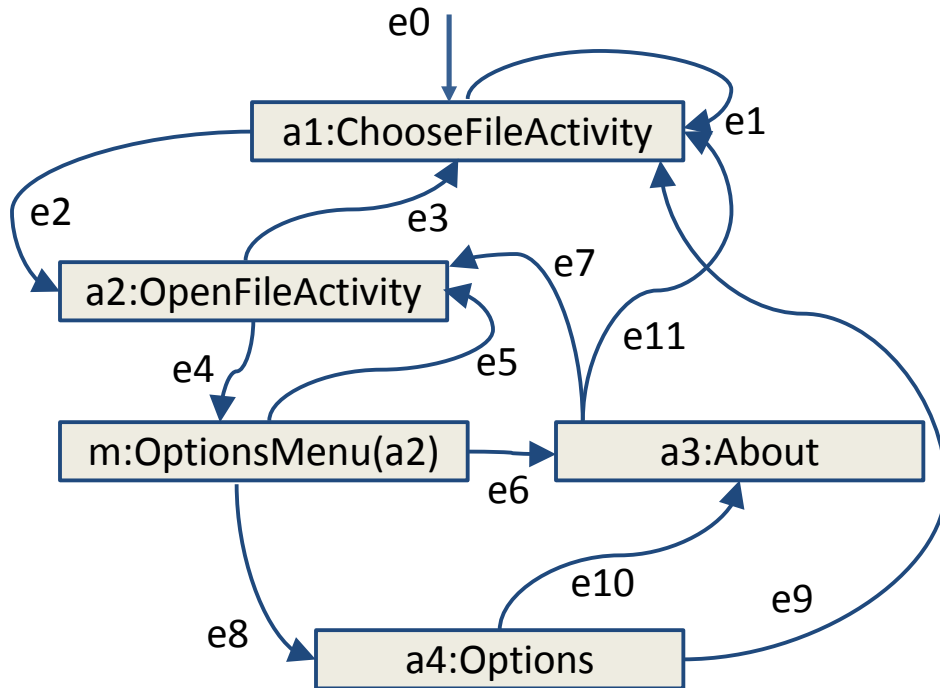 e0
a1:ChooseFileActivity
e1
e2
e3
a2:OpenFileActivity
e7
e4
e5
e11
m:OptionsMenu(a2)
a3:About
e6
e10
e9
e8
a4:Options